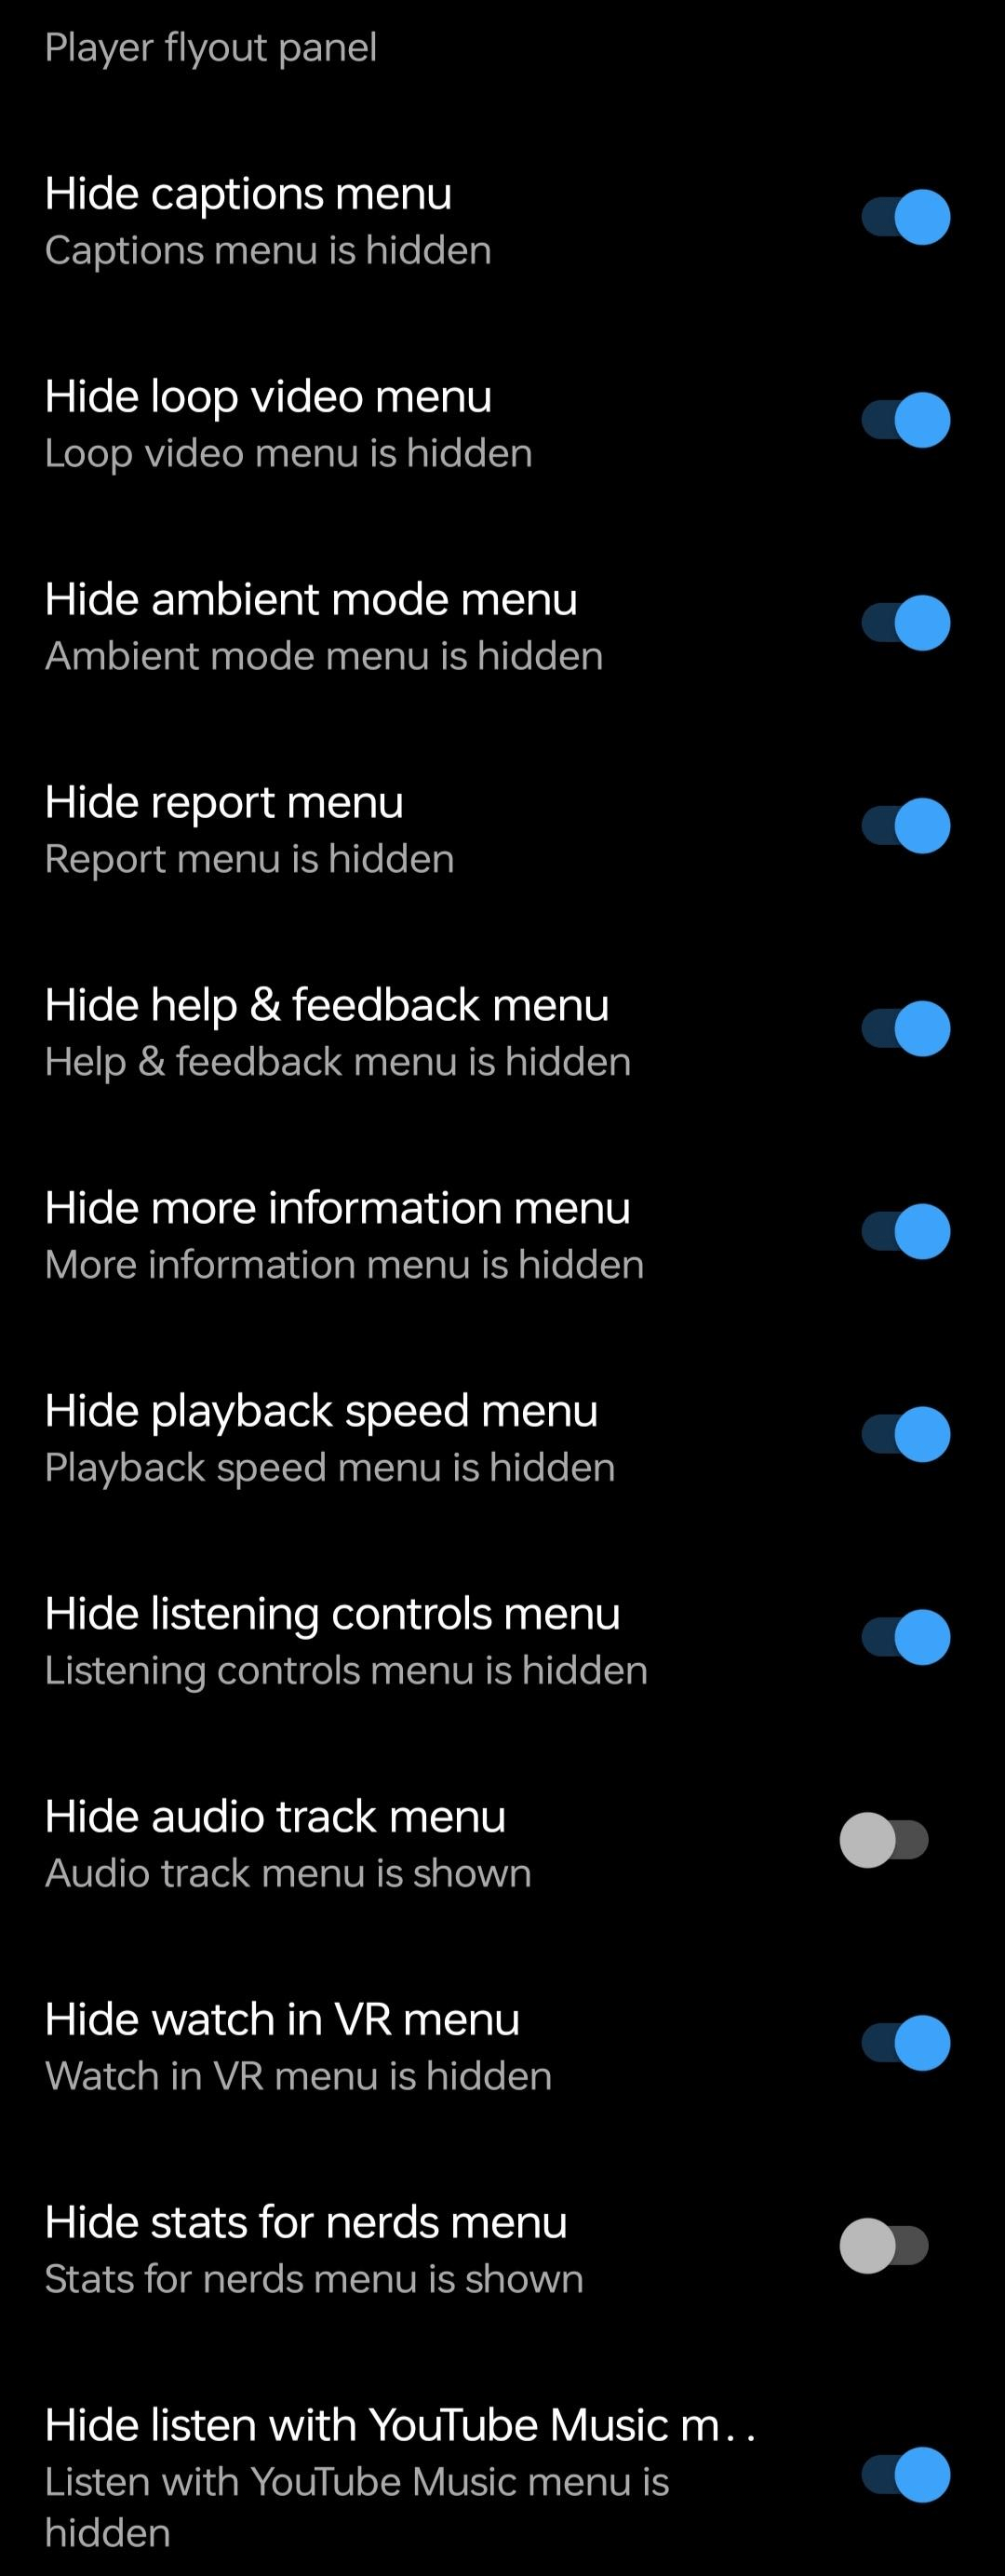 Player flyout panel
Hide captions menu
Captions menu is hidden
Hide loop video menu
Loop video menu is hidden
Hide ambient mode menu
Ambient mode menu is hidden
Hide report menu
Report menu is hidden
Hide help & feedback menu
Help & feedback menu is hidden
Hide more information menu
More information menu is hidden
Hide playback speed menu
Playback speed menu is hidden
Hide listening controls menu
Listening controls menu is hidden
Hide audio track menu
Audio track menu is shown
Hide watch in VR menu
Watch in VR menu is hidden
Hide stats for nerds menu
Stats for nerds menu is shown
Hide listen with YouTube Music m..
Listen with YouTube Music menu is
hidden